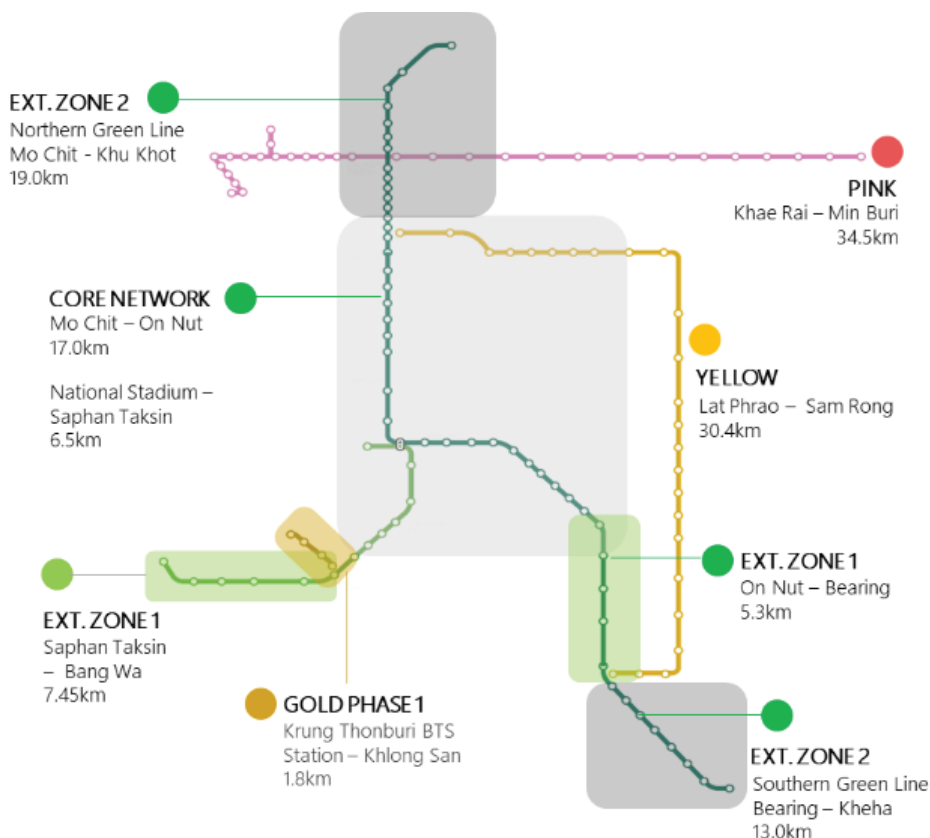 EXT. ZONE 2
Northern Green Line
Mo Chit - Khu Khot
19.0km
PINK
Khae Rai – Min Buri
34.5km
CORE NETWORK
Mo Chit – On Nut
17.0km
National Stadium –
Saphan Taksin
6.5km
YELLOW
Lat Phrao – Sam Rong
30.4km
EXT. ZONE 1
On Nut – Bearing
5.3km
EXT. ZONE 1
Saphan Taksin
– Bang Wa
7.45km
GOLD PHASE 1
Krung Thonburi BTS
Station – Khlong San
1.8km
EXT. ZONE 2
Southern Green Line
Bearing – Kheha
13.0km